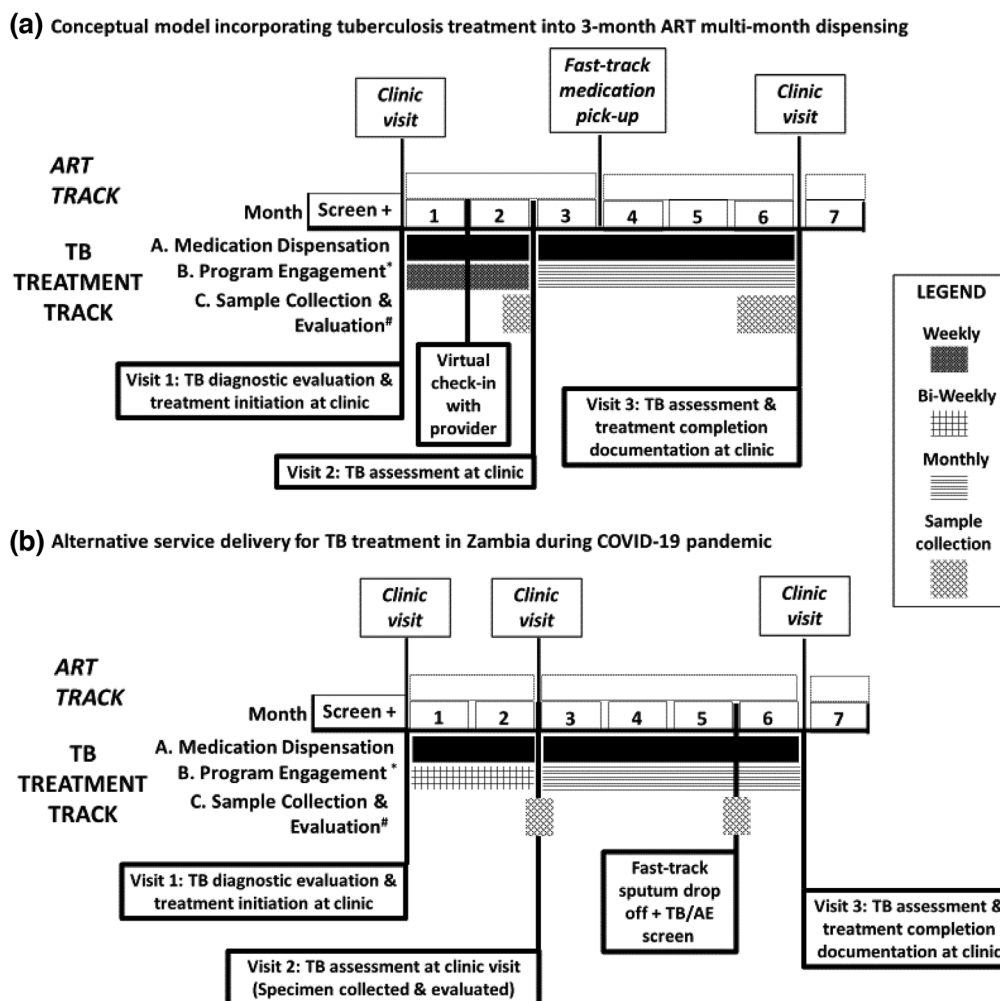 (a) Conceptual model incorporating tuberculosis treatment into 3-month ART multi-month dispensing
Clinic
visit
Fast-track
medication
pick-up
Clinic
visit
ART
TRACK
Month
Screen +
1
2
3
4
5
6
7
TB
TREATMENT
TRACK
A. Medication Dispensation
B. Program Engagement*
C. Sample Collection &
Evaluation#
Visit 1: TB diagnostic evaluation &
treatment initiation at clinic
Virtual
check-in
with
provider
Visit 2: TB assessment at clinic
Visit 3: TB assessment &
treatment completion
documentation at clinic
LEGEND
Weekly
Bi-Weekly
Monthly
Sample
collection
(b) Alternative service delivery for TB treatment in Zambia during COVID-19 pandemic
Clinic
visit
Clinic
visit
Clinic
visit
ART
TRACK
Month
Screen +
1
2
3
4
5
6
7
TB
TREATMENT
TRACK
A. Medication Dispensation
B. Program Engagement *
C. Sample Collection &
Evaluation#
Visit 1: TB diagnostic evaluation &
treatment initiation at clinic
Visit 2: TB assessment at clinic visit
(Specimen collected & evaluated)
Fast-track
sputum drop
off + TB/AE
screen
Visit 3: TB assessment &
treatment completion
documentation at clinic